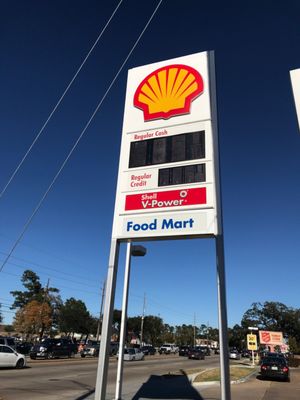 Regular Cash
Regular
Credit
Shell
V-Power
Food Mart